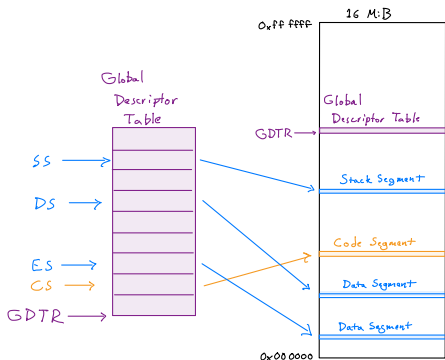 16 MiB
0xff ffff
Global
Descriptor
Table
SS
DS
ES
CS
GDTR
Global
Descriptor Table
GDTR
Stack Segment
Code Segment
Data Segment
Data Segment
0x00 0000